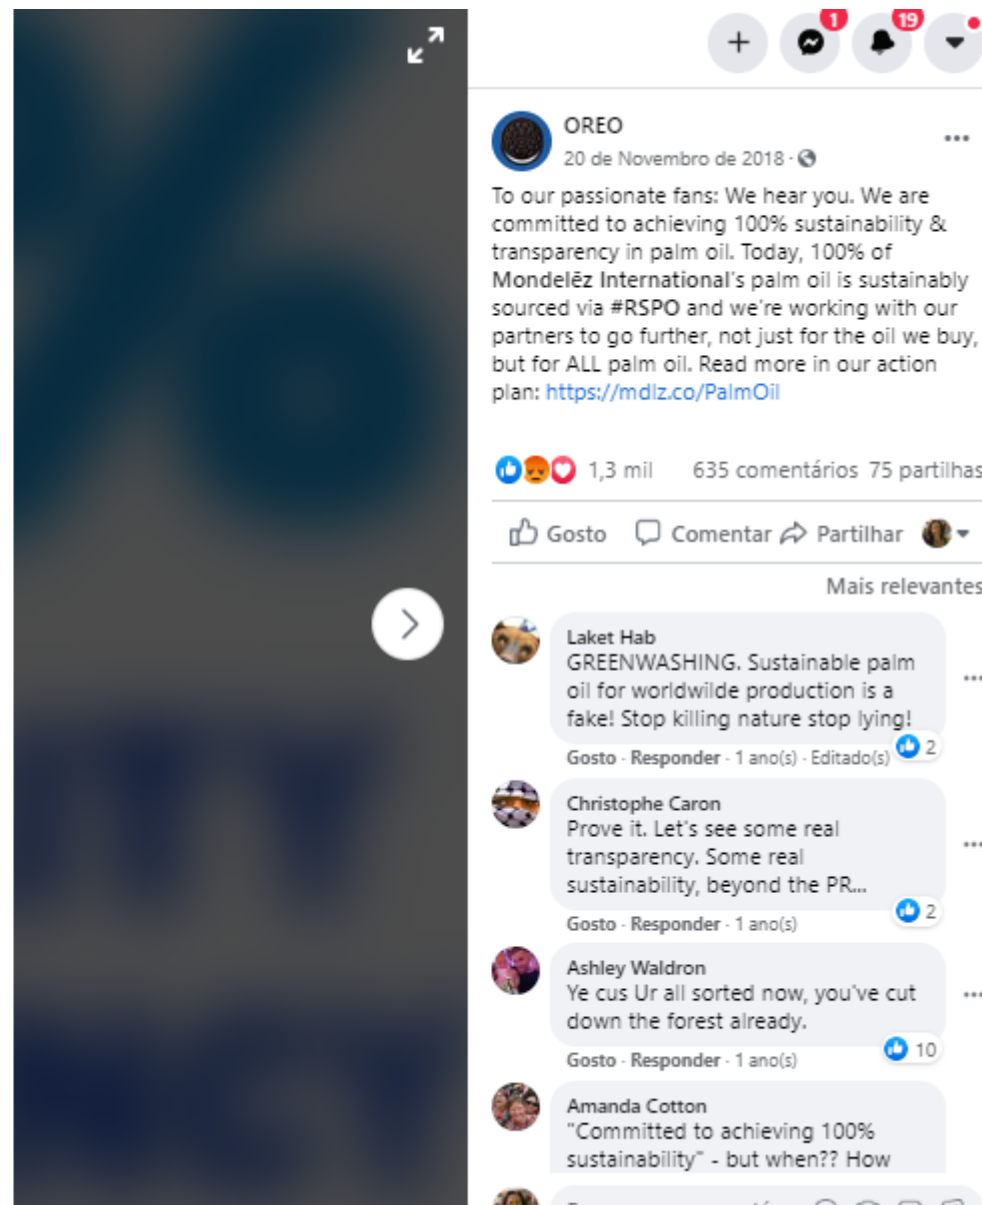 1
19
OREO
20 de Novembro de 2018 ·
To our passionate fans: We hear you. We are
committed to achieving 100% sustainability &
transparency in palm oil. Today, 100% of
Mondelēz International's palm oil is sustainably
sourced via #RSPO and we're working with our
partners to go further, not just for the oil we buy,
but for ALL palm oil. Read more in our action
plan: https://mdlz.co/PalmOil
1,3 mil 635 comentários 75 partilhas
Gosto Comentar Partilhar
Mais relevantes
Laket Hab
GREENWASHING. Sustainable palm
oil for worldwilde production is a
fake! Stop killing nature stop lying!
2
Gosto · Responder · 1 ano(s) · Editado(s)
Christophe Caron
Prove it. Let's see some real
transparency. Some real
sustainability, beyond the PR...
2
Gosto · Responder · 1 ano(s)
Ashley Waldron
Ye cus Ur all sorted now, you've cut
down the forest already.
10
Gosto · Responder · 1 ano(s)
Amanda Cotton
"Committed to achieving 100%
sustainability" - but when?? How